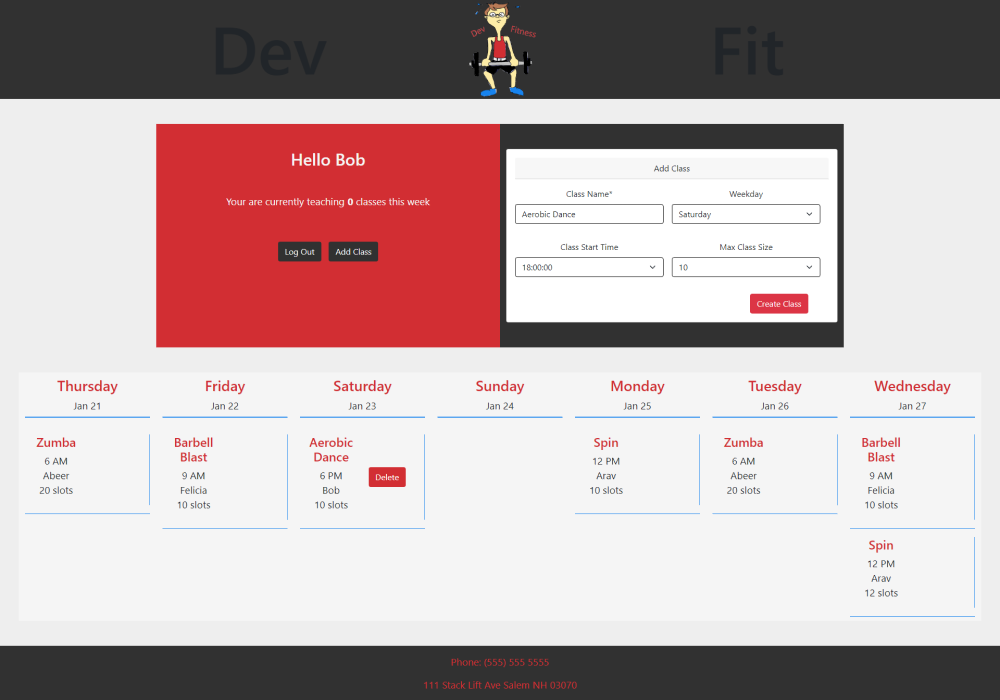 Dev
Dev Fitness
Fit
Hello Bob
Your are currently teaching 0 classes this week
Log Out
Add Class
Add Class
Class Name*
Weekday
Aerobic Dance
Saturday
Class Start Time
Max Class Size
18:00:00
10
Create Class
Thursday
Jan 21
Zumba
6 AM
Abeer
20 slots
Friday
Jan 22
Barbell
Blast
9 AM
Felicia
10 slots
Saturday
Jan 23
Aerobic
Dance
6 PM
Bob
10 slots
Delete
Sunday
Jan 24
Monday
Jan 25
Spin
12 PM
Arav
10 slots
Tuesday
Jan 26
Zumba
6 AM
Abeer
20 slots
Wednesday
Jan 27
Barbell
Blast
9 AM
Felicia
10 slots
Spin
12 PM
Arav
12 slots
Phone: (555) 555 5555
111 Stack Lift Ave Salem NH 03070